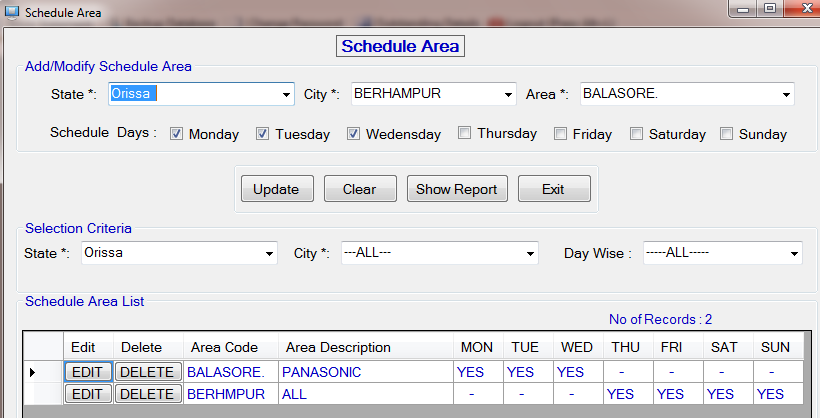 Schedule Area
Schedule Area
Add/Modify Schedule Area
State *: Orissa City *: BERHAMPUR Area *: BALASORE.
Schedule Days : Monday Tuesday Wedensday Thursday Friday Saturday Sunday
Update Clear Show Report Exit
Selection Criteria
State *: Orissa City *: ---ALL--- Day Wise : -----ALL-----
Schedule Area List
No of Records : 2
Edit Delete Area Code Area Description MON TUE WED THU FRI SAT SUN
EDIT DELETE BALASORE. PANASONIC YES YES YES - - - -
EDIT DELETE BERHMPUR ALL - - - YES YES YES YES